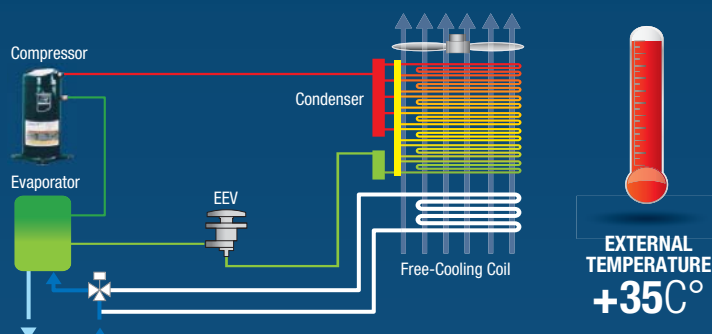 Compressor
Condenser
Evaporator
EEV
Free-Cooling Coil
EXTERNAL
TEMPERATURE
+35C°